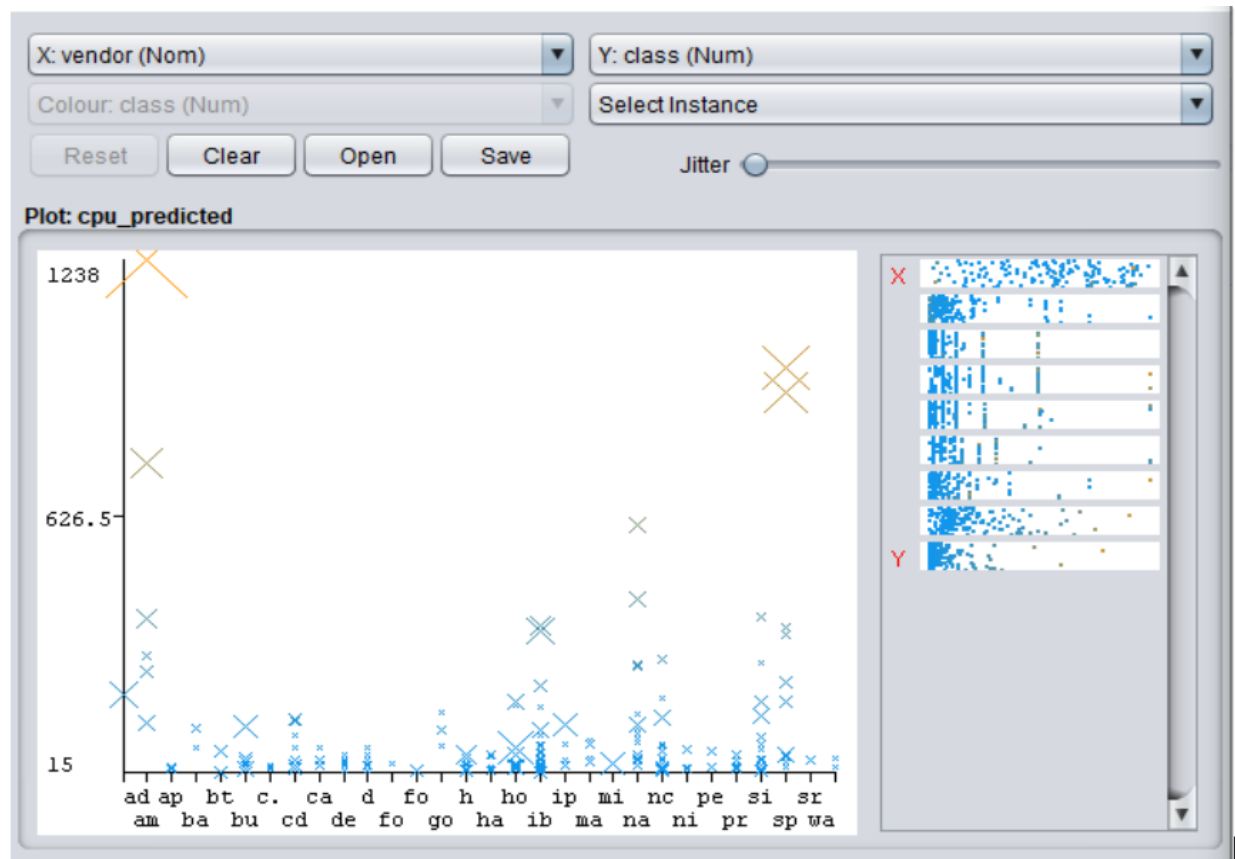 X: vendor (Nom)
Y: class (Num)
Colour: class (Num)
Select Instance
Reset
Clear
Open
Save
Jitter
Plot: cpu_predicted
1238
626.5
15
ad ap bt c. ca d fo h ho ip mi nc pe si sr
am ba bu cd de fo go ha ib ma na ni pr sp wa
X
Y